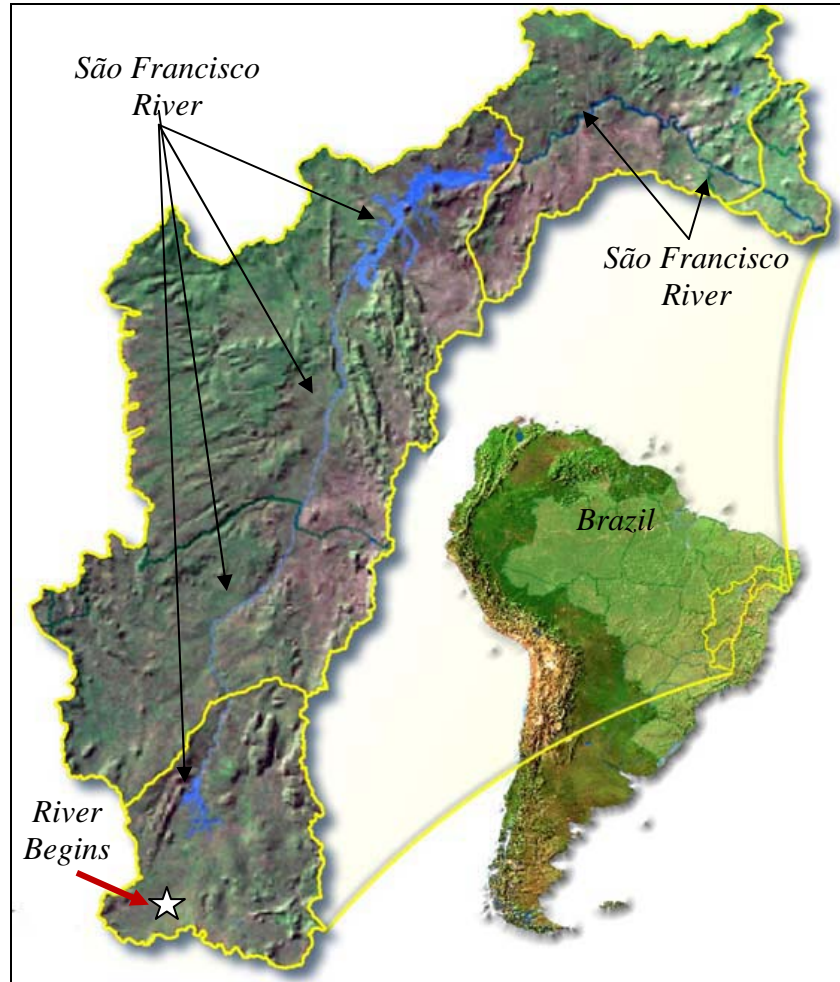 São Francisco
River
São Francisco
River
Brazil
River
Begins